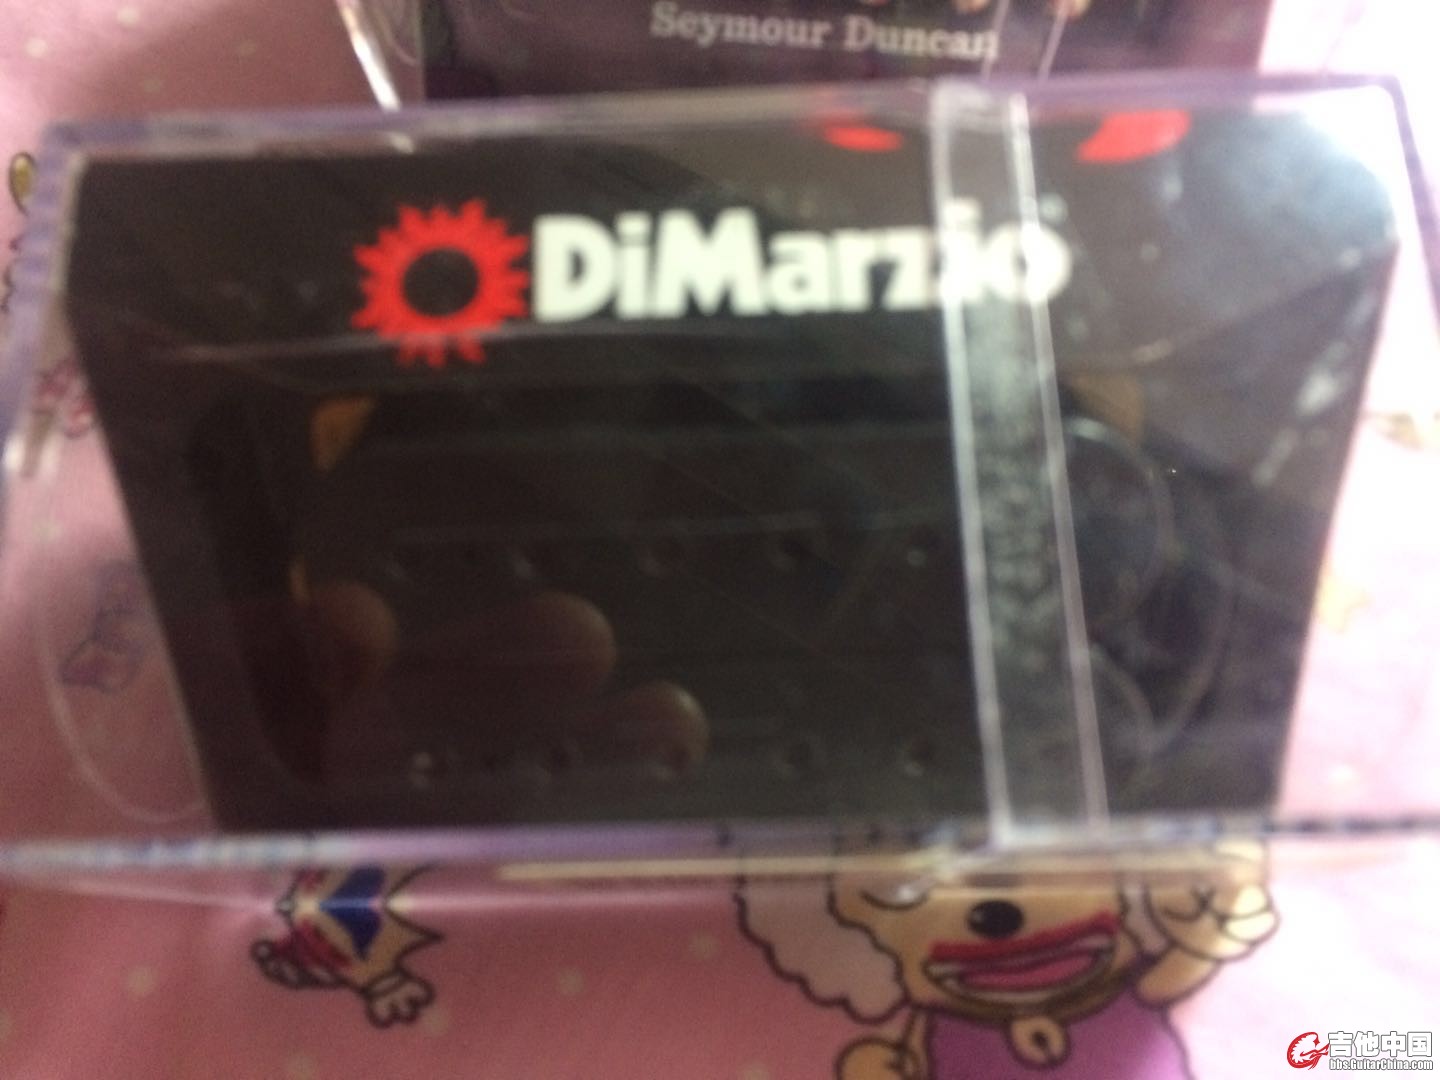 Seymour Duncan
DiMarzio
吉他中国
bbs.GuitarChina.com